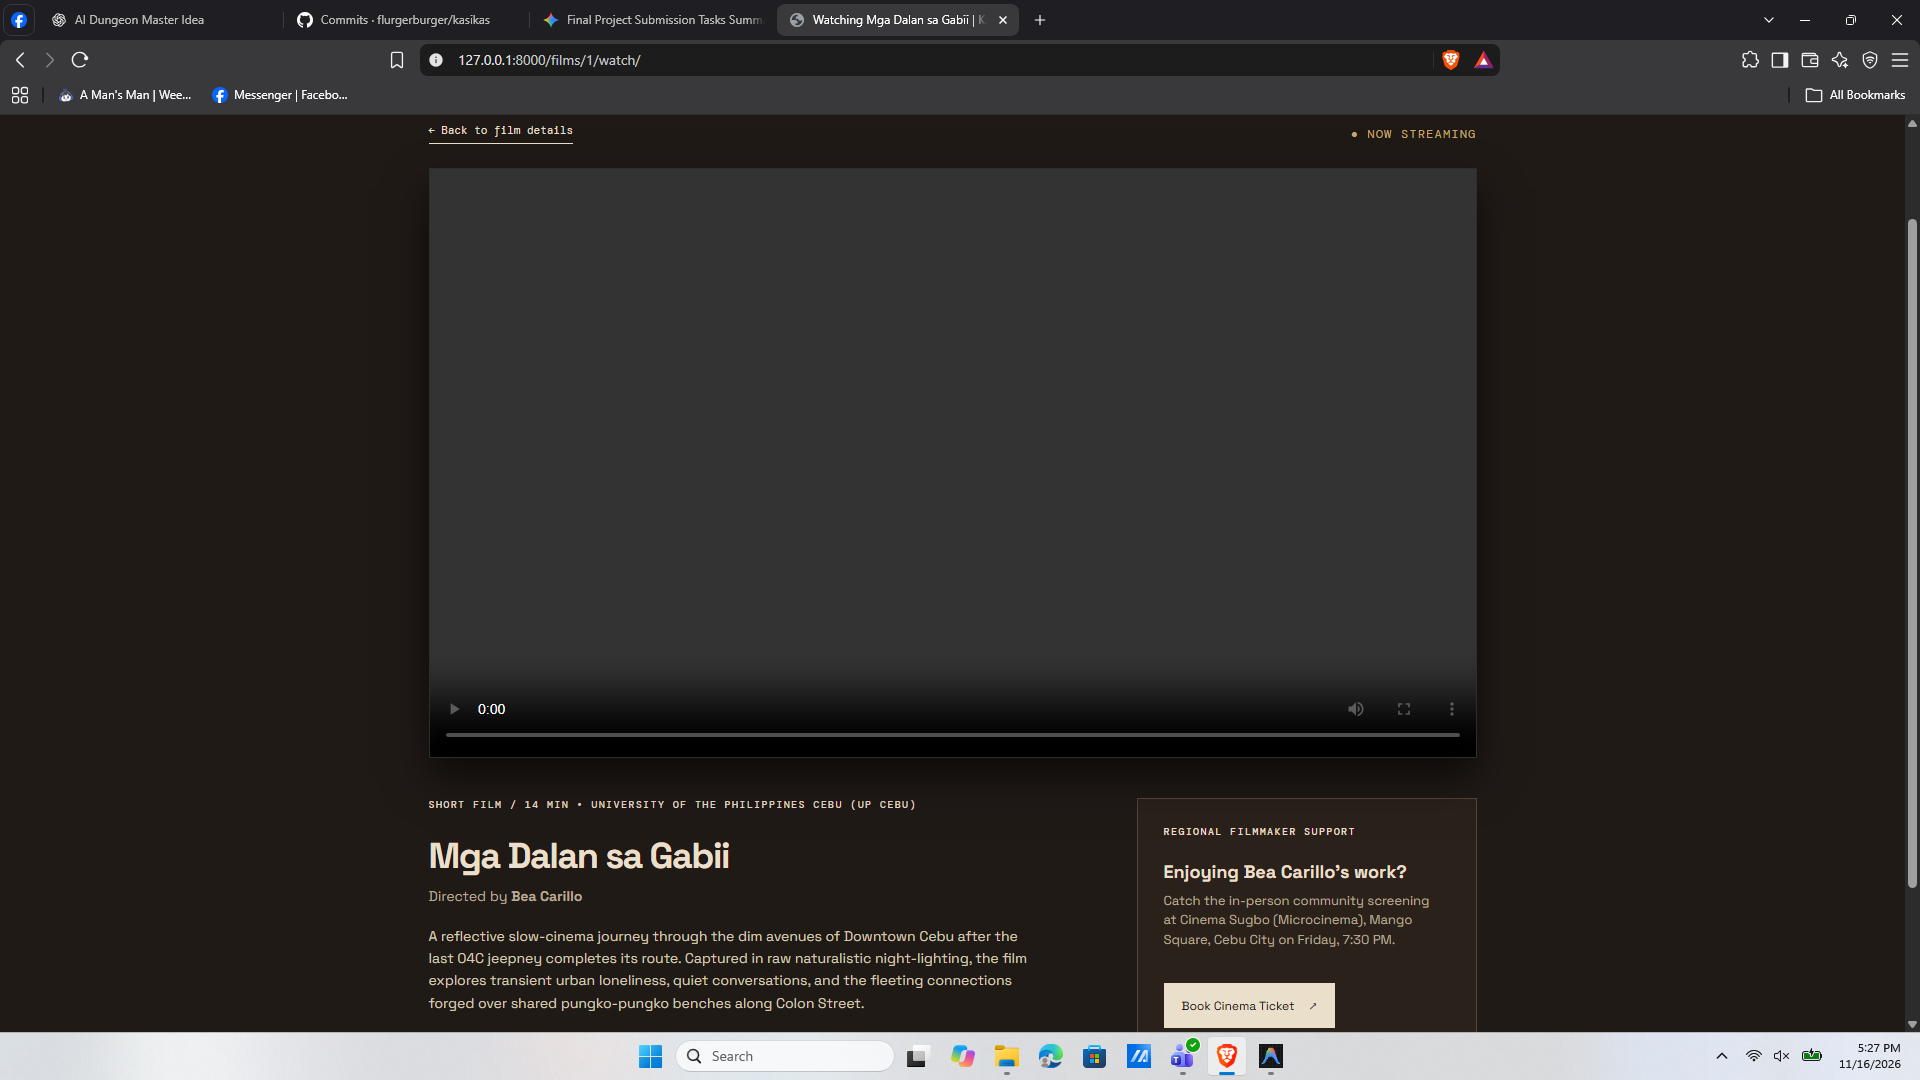 AI Dungeon Master Idea
Commits · flurgerburger/kasikas
Final Project Submission Tasks Summ
Watching Mga Dalan sa Gabii | K
127.0.0.1:8000/films/1/watch/
A Man's Man | Wee...
Messenger | Facebo...
All Bookmarks
← Back to film details
● NOW STREAMING
0:00
SHORT FILM / 14 MIN • UNIVERSITY OF THE PHILIPPINES CEBU (UP CEBU)
Mga Dalan sa Gabii
Directed by Bea Carillo
A reflective slow-cinema journey through the dim avenues of Downtown Cebu after the
last 04C jeepney completes its route. Captured in raw naturalistic night-lighting, the film
explores transient urban loneliness, quiet conversations, and the fleeting connections
forged over shared pungko-pungko benches along Colon Street.
REGIONAL FILMMAKER SUPPORT
Enjoying Bea Carillo's work?
Catch the in-person community screening
at Cinema Sugbo (Microcinema), Mango
Square, Cebu City on Friday, 7:30 PM.
Book Cinema Ticket ↗
Search
5:27 PM
11/16/2026